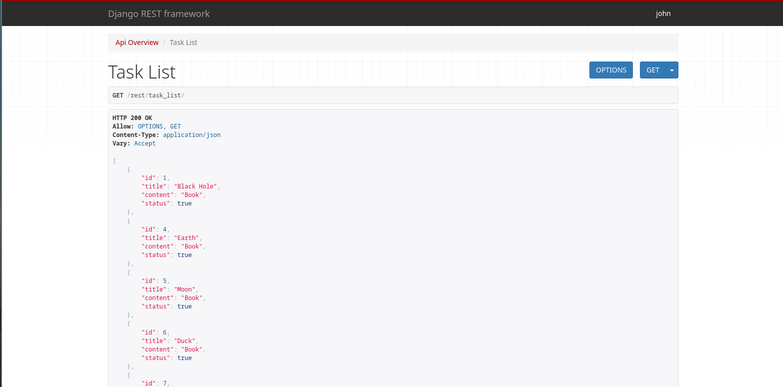 Django REST framework
john
Api Overview / Task List
Task List
OPTIONS
GET
GET /rest/task_list/
HTTP 200 OK
Allow: OPTIONS, GET
Content-Type: application/json
Vary: Accept
[
{
"id": 1,
"title": "Black Hole",
"content": "Book",
"status": true
},
{
"id": 4,
"title": "Earth",
"content": "Book",
"status": true
},
{
"id": 5,
"title": "Moon",
"content": "Book",
"status": true
},
{
"id": 6,
"title": "Duck",
"content": "Book",
"status": true
},
{
"id": 7,